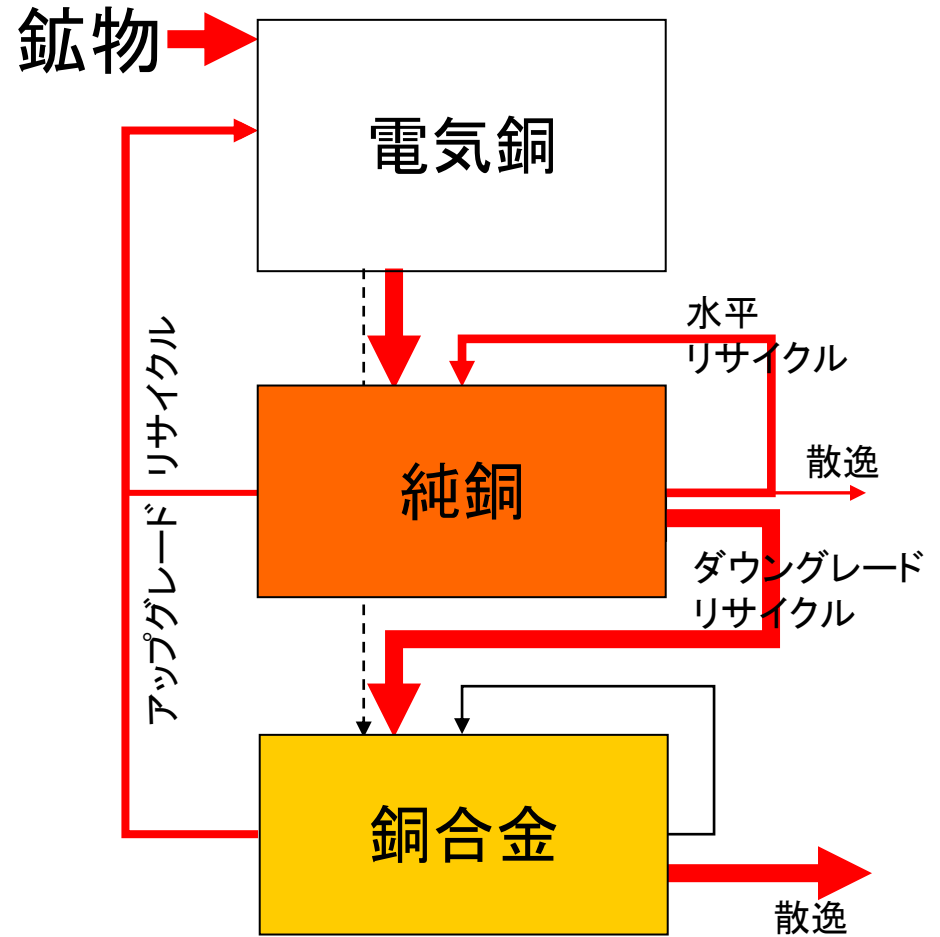 鉱物
電気銅
水平
リサイクル
散逸
純銅
アップグレード リサイクル
ダウングレード
リサイクル
銅合金
散逸